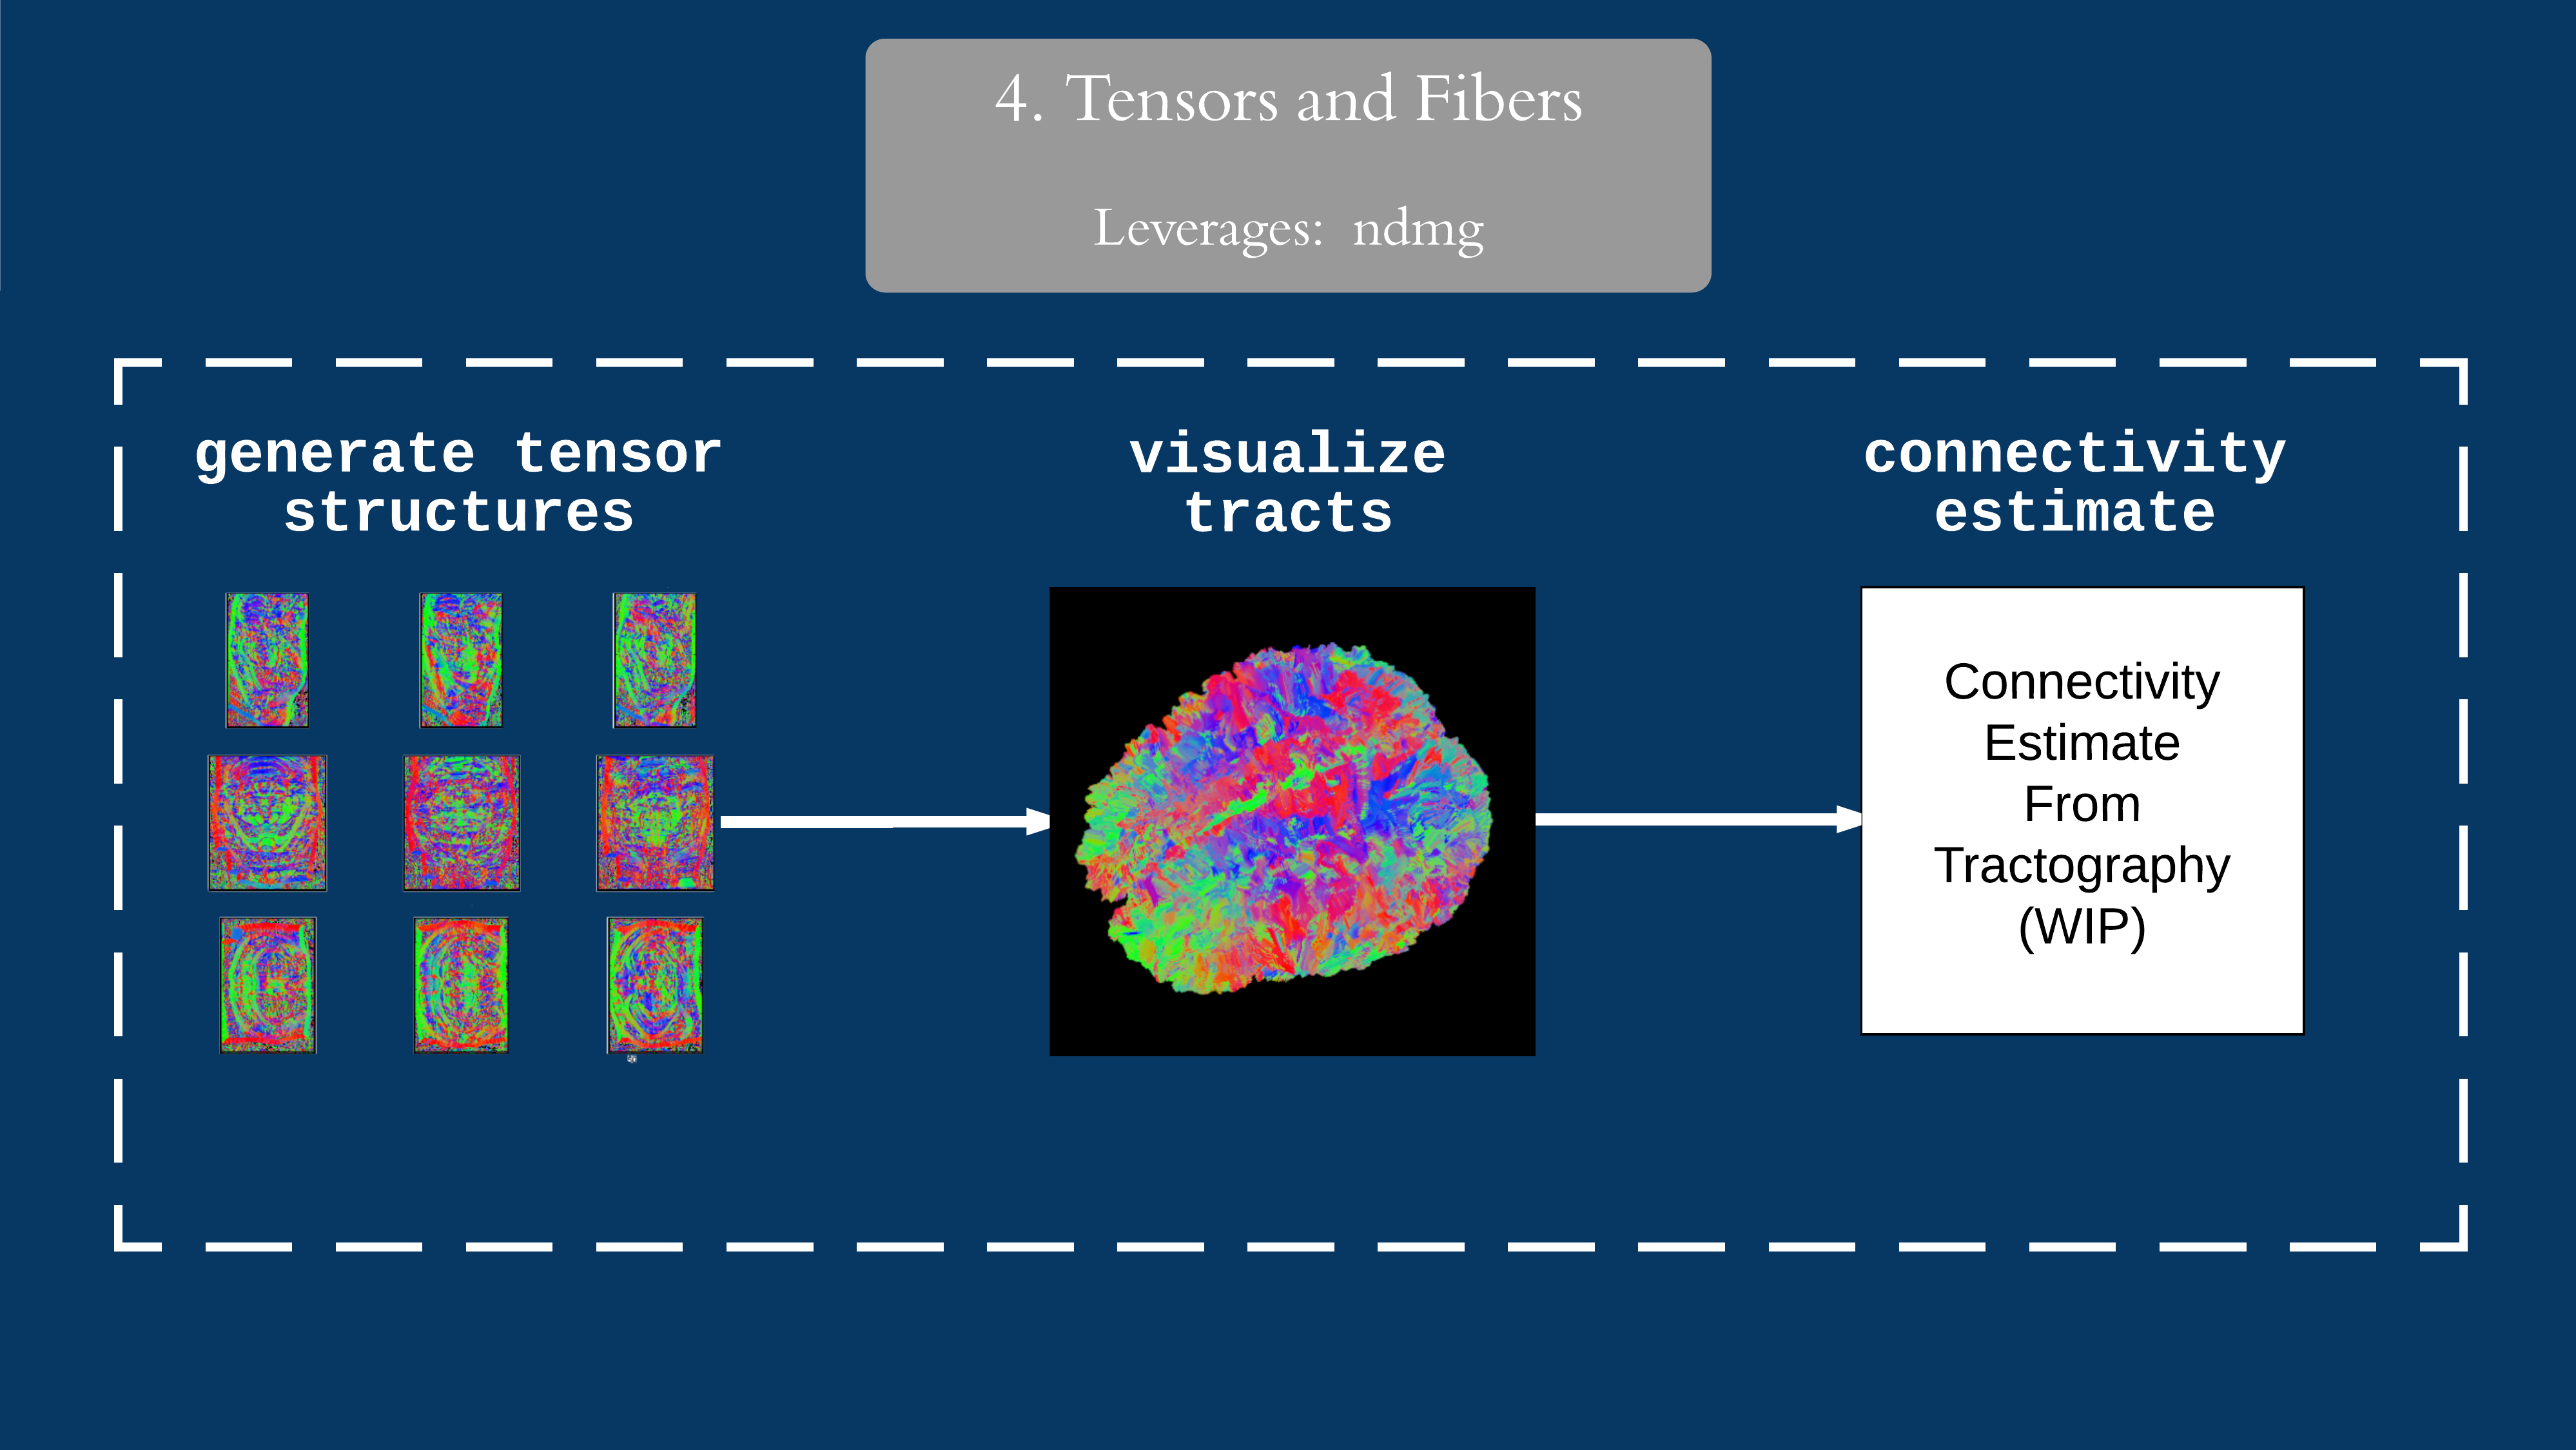 4. Tensors and Fibers
Leverages: ndmg
generate tensor
structures
visualize
tracts
connectivity
estimate
Connectivity
Estimate
From
Tractography
(WIP)